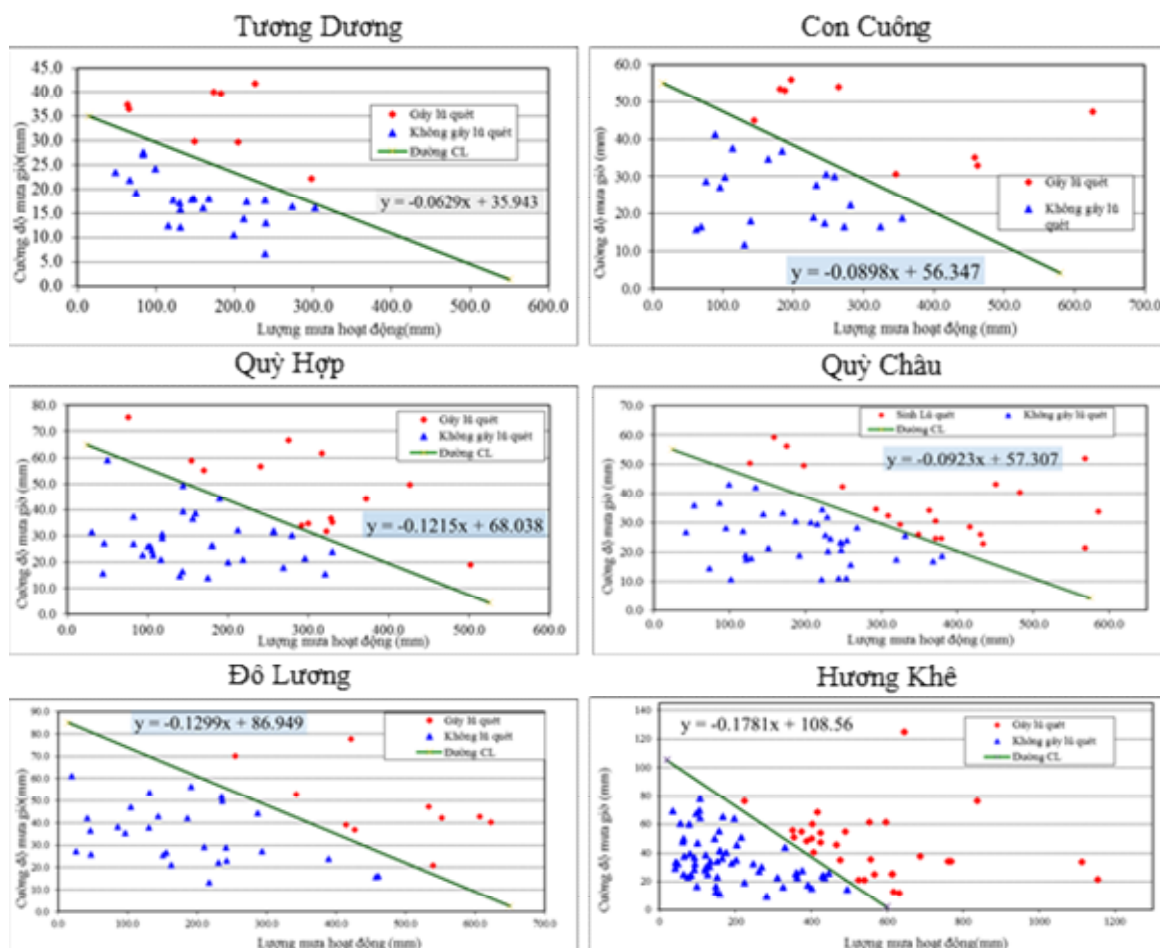 Tương Dương
45.0
40.0
35.0
30.0
25.0
20.0
15.0
10.0
5.0
0.0
Cường độ mưa giờ(mm)
Gây lũ quét
Không gây lũ quét
Đường CL
y = -0.0629x + 35.943
0.0 100.0 200.0 300.0 400.0 500.0 600.0
Lượng mưa hoạt động(mm)
Con Cuông
60.0
50.0
40.0
30.0
20.0
10.0
0.0
Cường độ mưa giờ (mm)
Gây lũ quét
Không gây lũ
quét
y = -0.0898x + 56.347
0.0 100.0 200.0 300.0 400.0 500.0 600.0 700.0
Lượng mưa hoạt động (mm)
Quỳ Hợp
80.0
70.0
60.0
50.0
40.0
30.0
20.0
10.0
0.0
Cường độ mưa giờ (mm)
Gây lũ quét
Không gây lũ quét
Đường CL
y = -0.1215x + 68.038
0.0 100.0 200.0 300.0 400.0 500.0 600.0
Lượng mưa hoạt động (mm)
Quỳ Châu
70.0
60.0
50.0
40.0
30.0
20.0
10.0
0.0
Cường độ mưa giờ (mm)
Sinh Lũ quét
Không gây lũ quét
Đường CL
y = -0.0923x + 57.307
0.0 100.0 200.0 300.0 400.0 500.0 600.0
Lượng mưa hoạt động (mm)
Đô Lương
90.0
80.0
70.0
60.0
50.0
40.0
30.0
20.0
10.0
0.0
Cường độ mưa giờ(mm)
y = -0.1299x + 86.949
Gây lũ quét
Không lũ quét
Đường CL
0.0 100.0 200.0 300.0 400.0 500.0 600.0 700.0
Lượng mưa hoạt động (mm)
Hương Khê
140
120
100
80
60
40
20
0
Cường độ mưa giờ (mm)
y = -0.1781x + 108.56
Gây lũ quét
Không gây lũ quét
Đường CL
0 200 400 600 800 1000 1200
Lượng mưa hoạt động (mm)